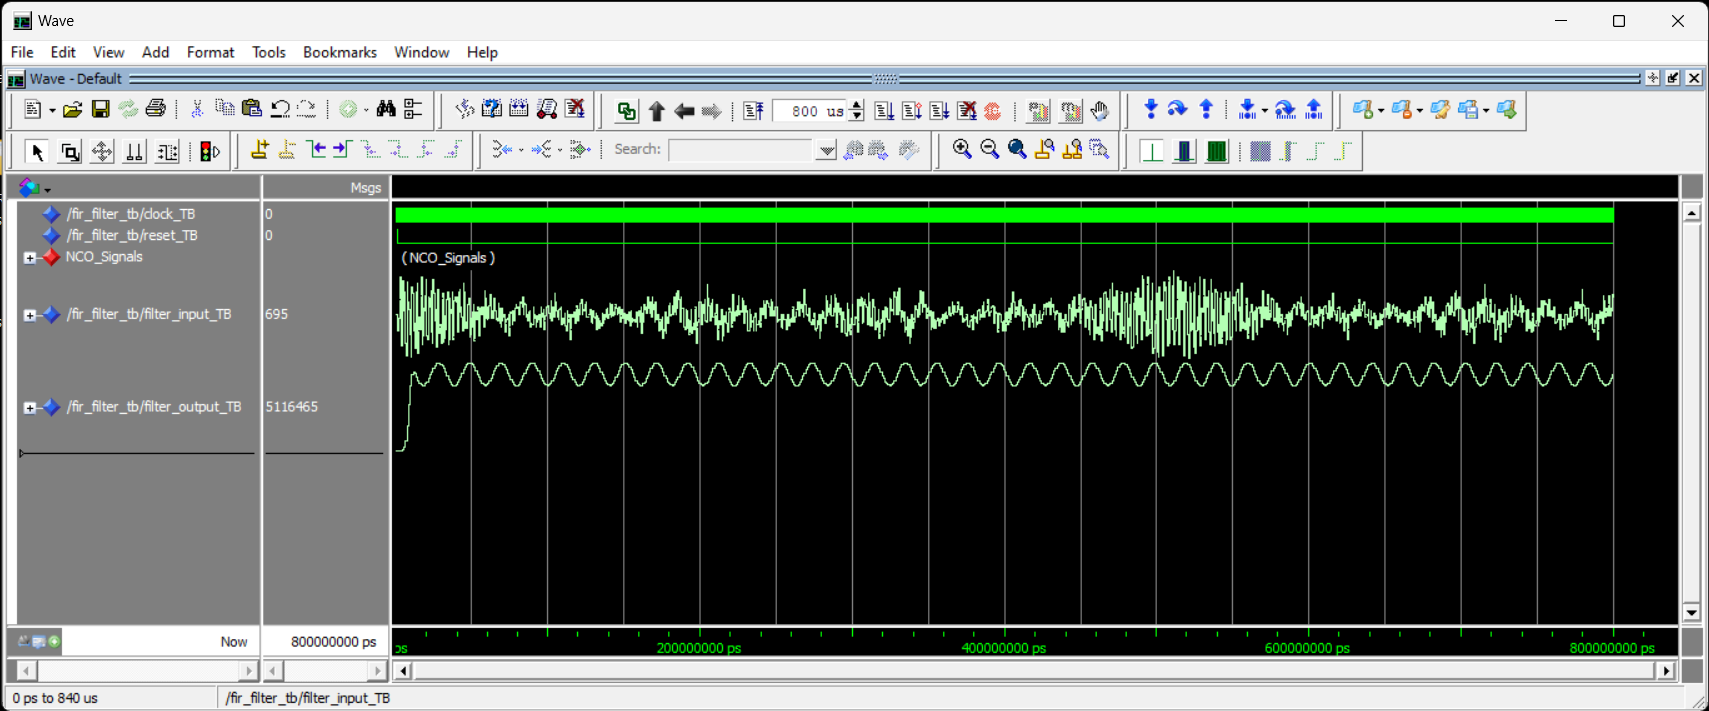 Wave
File Edit View Add Format Tools Bookmarks Window Help
Wave - Default
800 us
Search:
Msgs
/fir_filter_tb/clock_TB 0
/fir_filter_tb/reset_TB 0
NCO_Signals ( NCO_Signals )
/fir_filter_tb/filter_input_TB 695
/fir_filter_tb/filter_output_TB 5116465
Now 800000000 ps
ps 200000000 ps 400000000 ps 600000000 ps 800000000 ps
0 ps to 840 us /fir_filter_tb/filter_input_TB